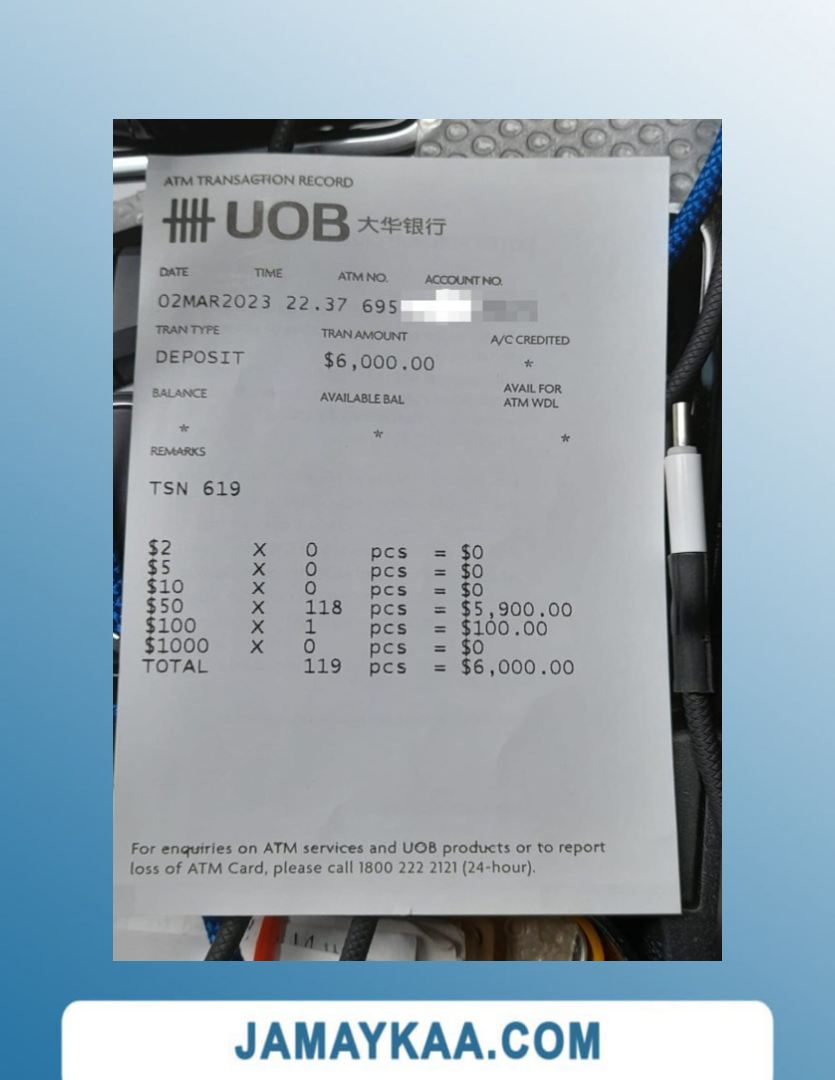 ATM TRANSACTION RECORD
UOB 大华银行
DATE TIME ATM NO. ACCOUNT NO.
02MAR2023 22.37 695
TRAN TYPE TRAN AMOUNT A/C CREDITED
DEPOSIT $6,000.00 *
BALANCE AVAILABLE BAL AVAIL FOR
ATM WDL
* * *
REMARKS
TSN 619
$2 X 0 pcs = $0
$5 X 0 pcs = $0
$10 X 0 pcs = $0
$50 X 118 pcs = $5,900.00
$100 X 1 pcs = $100.00
$1000 X 0 pcs = $0
TOTAL 119 pcs = $6,000.00
For enquiries on ATM services and UOB products or to report
loss of ATM Card, please call 1800 222 2121 (24-hour).
JAMAYKAA.COM